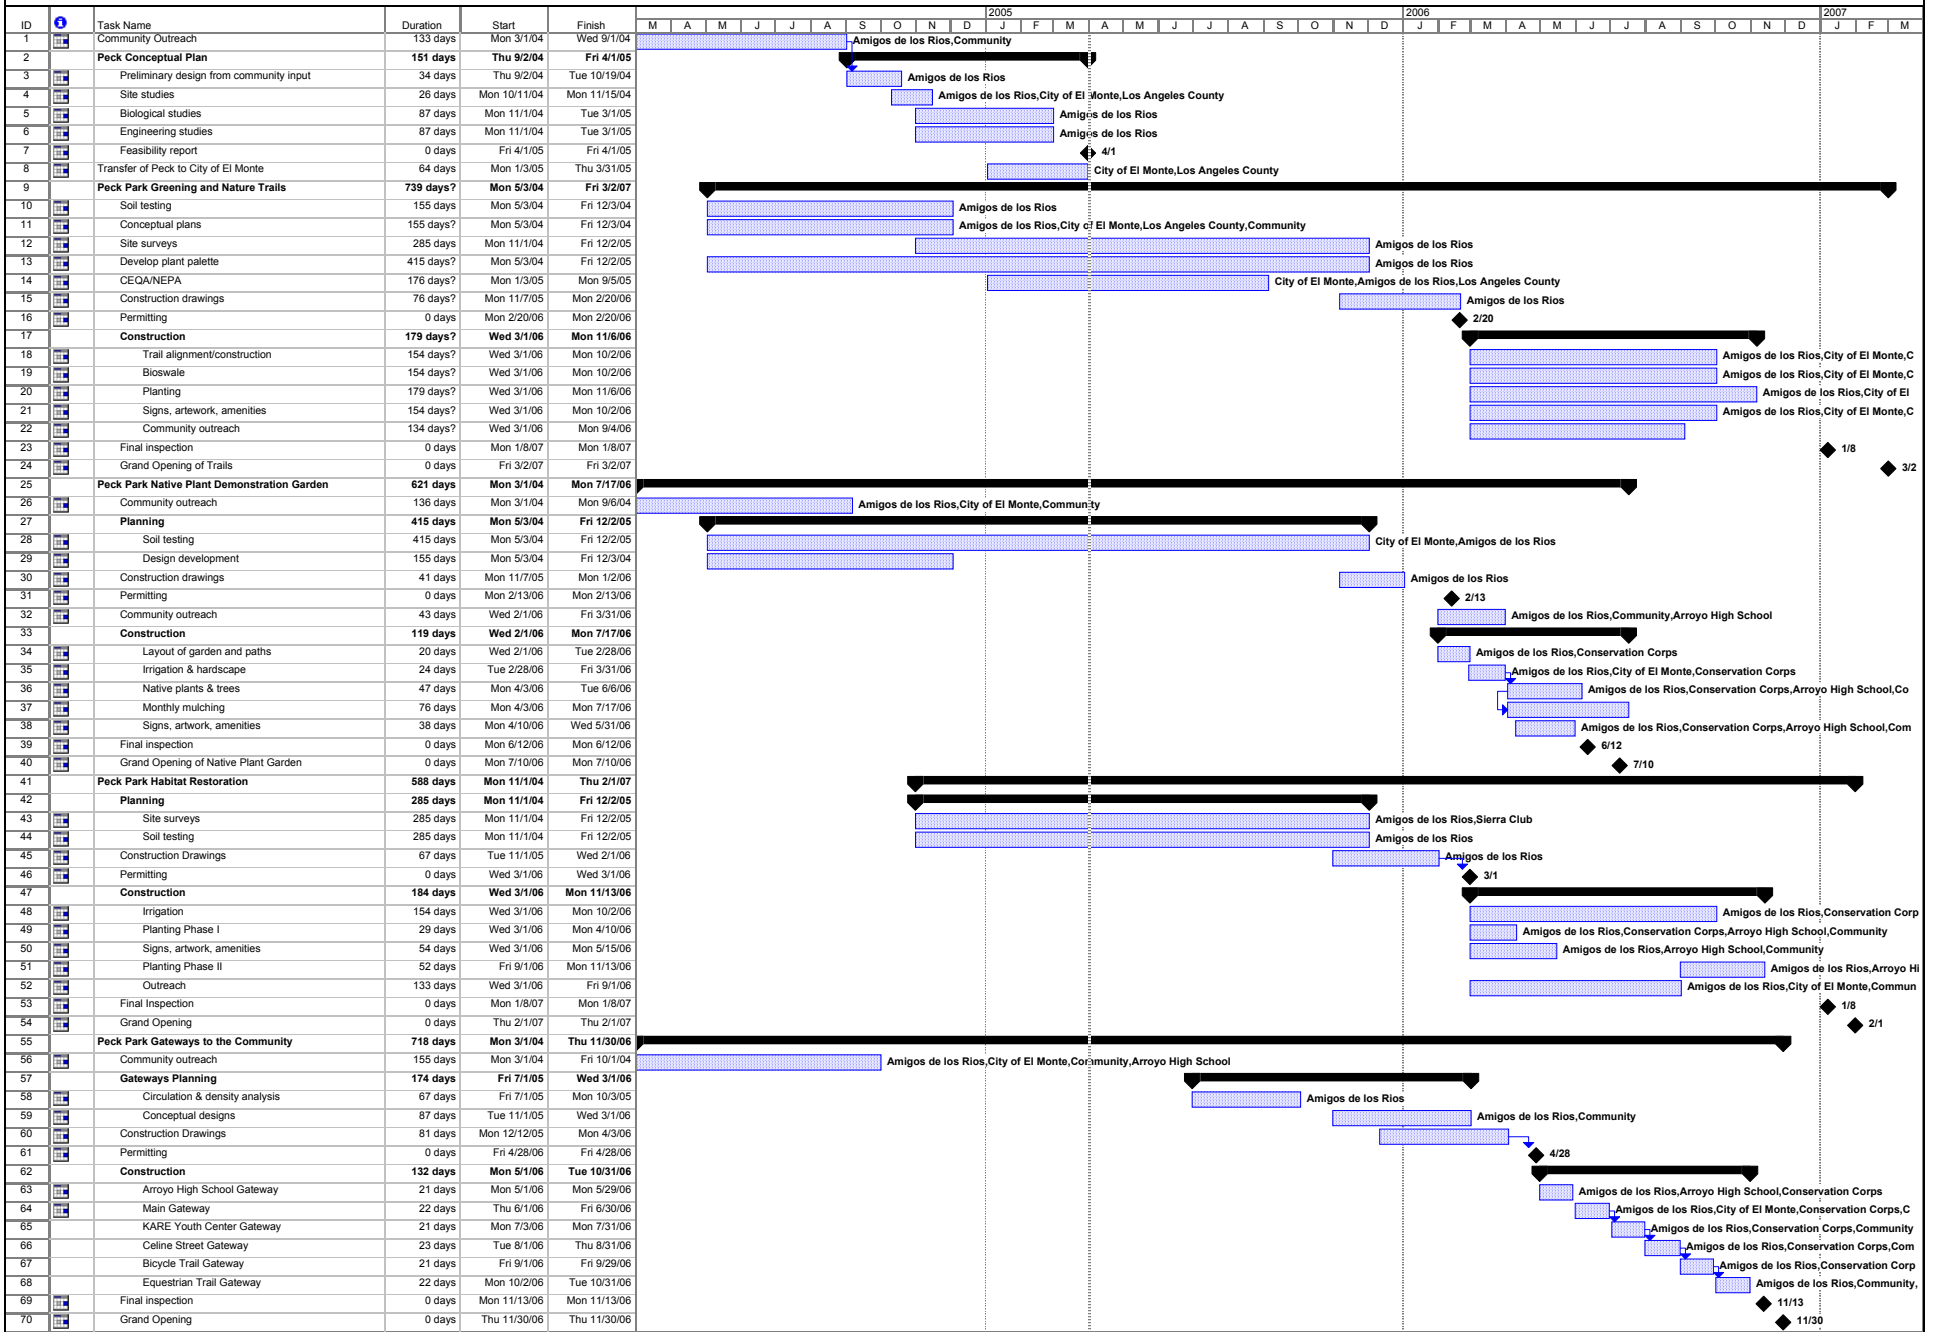 2005 2006 2007
ID Task Name Duration Start Finish M A M J J A S O N D J F M A M J J A S O N D J F M A M J J A S O N D J F M
1 Community Outreach 133 days Mon 3/1/04 Wed 9/1/04 Amigos de los Rios,Community
2 Peck Conceptual Plan 151 days Thu 9/2/04 Fri 4/1/05
3 Preliminary design from community input 34 days Thu 9/2/04 Tue 10/19/04 Amigos de los Rios
4 Site studies 26 days Mon 10/11/04 Mon 11/15/04 Amigos de los Rios,City of El Monte,Los Angeles County
5 Biological studies 87 days Mon 11/1/04 Tue 3/1/05 Amigos de los Rios
6 Engineering studies 87 days Mon 11/1/04 Tue 3/1/05 Amigos de los Rios
7 Feasibility report 0 days Fri 4/1/05 Fri 4/1/05 4/1
8 Transfer of Peck to City of El Monte 64 days Mon 1/3/05 Thu 3/31/05 City of El Monte,Los Angeles County
9 Peck Park Greening and Nature Trails 739 days? Mon 5/3/04 Fri 3/2/07
10 Soil testing 155 days Mon 5/3/04 Fri 12/3/04 Amigos de los Rios
11 Conceptual plans 155 days? Mon 5/3/04 Fri 12/3/04 Amigos de los Rios,City of El Monte,Los Angeles County,Community
12 Site surveys 285 days Mon 11/1/04 Fri 12/2/05 Amigos de los Rios
13 Develop plant palette 415 days? Mon 5/3/04 Fri 12/2/05 Amigos de los Rios
14 CEQA/NEPA 176 days? Mon 1/3/05 Mon 9/5/05 City of El Monte,Amigos de los Rios,Los Angeles County
15 Construction drawings 76 days? Mon 11/7/05 Mon 2/20/06 Amigos de los Rios
16 Permitting 0 days Mon 2/20/06 Mon 2/20/06 2/20
17 Construction 179 days? Wed 3/1/06 Mon 11/6/06
18 Trail alignment/construction 154 days? Wed 3/1/06 Mon 10/2/06 Amigos de los Rios,City of El Monte,C
19 Bioswale 154 days? Wed 3/1/06 Mon 10/2/06 Amigos de los Rios,City of El Monte,C
20 Planting 179 days? Wed 3/1/06 Mon 11/6/06 Amigos de los Rios,City of El
21 Signs, artework, amenities 154 days? Wed 3/1/06 Mon 10/2/06 Amigos de los Rios,City of El Monte,C
22 Community outreach 134 days? Wed 3/1/06 Mon 9/4/06
23 Final inspection 0 days Mon 1/8/07 Mon 1/8/07 1/8
24 Grand Opening of Trails 0 days Fri 3/2/07 Fri 3/2/07 3/2
25 Peck Park Native Plant Demonstration Garden 621 days Mon 3/1/04 Mon 7/17/06
26 Community outreach 136 days Mon 3/1/04 Mon 9/6/04 Amigos de los Rios,City of El Monte,Community
27 Planning 415 days Mon 5/3/04 Fri 12/2/05
28 Soil testing 415 days Mon 5/3/04 Fri 12/2/05 City of El Monte,Amigos de los Rios
29 Design development 155 days Mon 5/3/04 Fri 12/3/04
30 Construction drawings 41 days Mon 11/7/05 Mon 1/2/06 Amigos de los Rios
31 Permitting 0 days Mon 2/13/06 Mon 2/13/06 2/13
32 Community outreach 43 days Wed 2/1/06 Fri 3/31/06 Amigos de los Rios,Community,Arroyo High School
33 Construction 119 days Wed 2/1/06 Mon 7/17/06
34 Layout of garden and paths 20 days Wed 2/1/06 Tue 2/28/06 Amigos de los Rios,Conservation Corps
35 Irrigation & hardscape 24 days Tue 2/28/06 Fri 3/31/06 Amigos de los Rios,City of El Monte,Conservation Corps
36 Native plants & trees 47 days Mon 4/3/06 Tue 6/6/06 Amigos de los Rios,Conservation Corps,Arroyo High School,Co
37 Monthly mulching 76 days Mon 4/3/06 Mon 7/17/06
38 Signs, artwork, amenities 38 days Mon 4/10/06 Wed 5/31/06 Amigos de los Rios,Conservation Corps,Arroyo High School,Com
39 Final inspection 0 days Mon 6/12/06 Mon 6/12/06 6/12
40 Grand Opening of Native Plant Garden 0 days Mon 7/10/06 Mon 7/10/06 7/10
41 Peck Park Habitat Restoration 588 days Mon 11/1/04 Thu 2/1/07
42 Planning 285 days Mon 11/1/04 Fri 12/2/05
43 Site surveys 285 days Mon 11/1/04 Fri 12/2/05 Amigos de los Rios,Sierra Club
44 Soil testing 285 days Mon 11/1/04 Fri 12/2/05 Amigos de los Rios
45 Construction Drawings 67 days Tue 11/1/05 Wed 2/1/06 Amigos de los Rios
46 Permitting 0 days Wed 3/1/06 Wed 3/1/06 3/1
47 Construction 184 days Wed 3/1/06 Mon 11/13/06
48 Irrigation 154 days Wed 3/1/06 Mon 10/2/06 Amigos de los Rios,Conservation Corp
49 Planting Phase I 29 days Wed 3/1/06 Mon 4/10/06 Amigos de los Rios,Conservation Corps,Arroyo High School,Community
50 Signs, artwork, amenities 54 days Wed 3/1/06 Mon 5/15/06 Amigos de los Rios,Arroyo High School,Community
51 Planting Phase II 52 days Fri 9/1/06 Mon 11/13/06 Amigos de los Rios,Arroyo Hi
52 Outreach 133 days Wed 3/1/06 Fri 9/1/06 Amigos de los Rios,City of El Monte,Commun
53 Final Inspection 0 days Mon 1/8/07 Mon 1/8/07 1/8
54 Grand Opening 0 days Thu 2/1/07 Thu 2/1/07 2/1
55 Peck Park Gateways to the Community 718 days Mon 3/1/04 Thu 11/30/06
56 Community outreach 155 days Mon 3/1/04 Fri 10/1/04 Amigos de los Rios,City of El Monte,Community,Arroyo High School
57 Gateways Planning 174 days Fri 7/1/05 Wed 3/1/06
58 Circulation & density analysis 67 days Fri 7/1/05 Mon 10/3/05 Amigos de los Rios
59 Conceptual designs 87 days Tue 11/1/05 Wed 3/1/06 Amigos de los Rios,Community
60 Construction Drawings 81 days Mon 12/12/05 Mon 4/3/06
61 Permitting 0 days Fri 4/28/06 Fri 4/28/06 4/28
62 Construction 132 days Mon 5/1/06 Tue 10/31/06
63 Arroyo High School Gateway 21 days Mon 5/1/06 Mon 5/29/06 Amigos de los Rios,Arroyo High School,Conservation Corps
64 Main Gateway 22 days Thu 6/1/06 Fri 6/30/06 Amigos de los Rios,City of El Monte,Conservation Corps,C
65 KARE Youth Center Gateway 21 days Mon 7/3/06 Mon 7/31/06 Amigos de los Rios,Conservation Corps,Community
66 Celine Street Gateway 23 days Tue 8/1/06 Thu 8/31/06 Amigos de los Rios,Conservation Corps,Com
67 Bicycle Trail Gateway 21 days Fri 9/1/06 Fri 9/29/06 Amigos de los Rios,Conservation Corp
68 Equestrian Trail Gateway 22 days Mon 10/2/06 Tue 10/31/06 Amigos de los Rios,Community,
69 Final inspection 0 days Mon 11/13/06 Mon 11/13/06 11/13
70 Grand Opening 0 days Thu 11/30/06 Thu 11/30/06 11/30